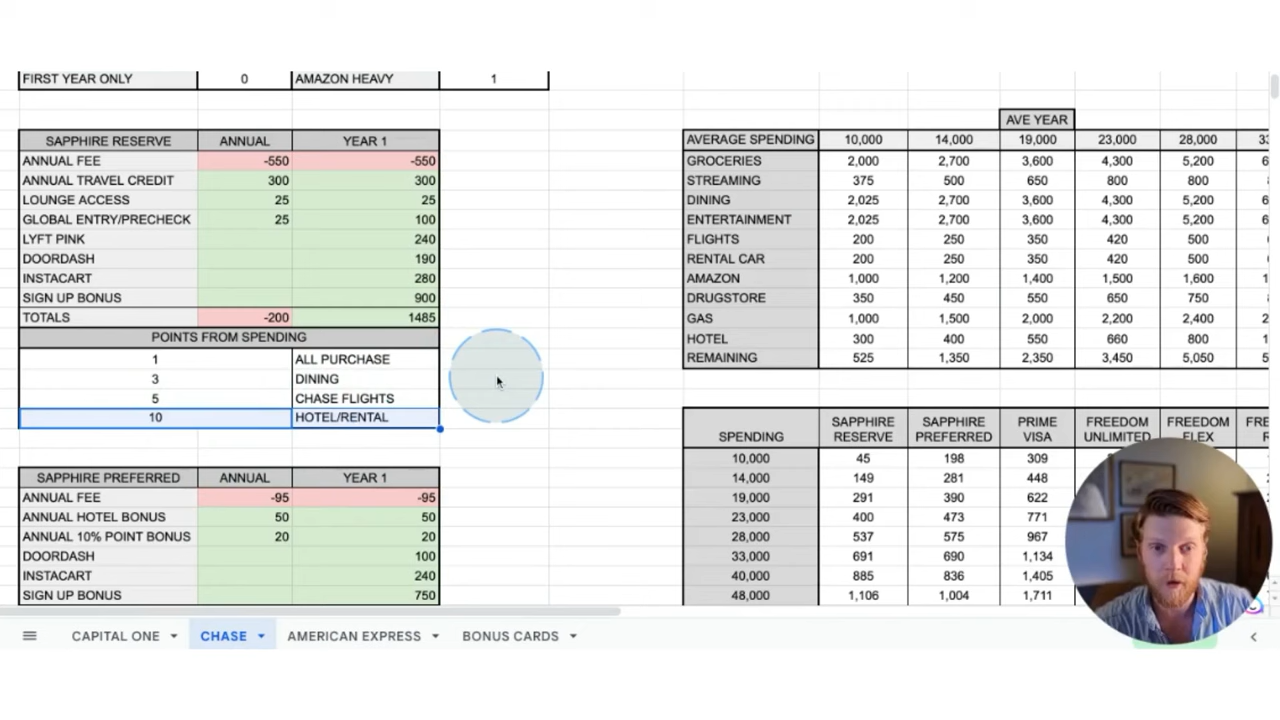 FIRST YEAR ONLY 0 AMAZON HEAVY 1
SAPPHIRE RESERVE ANNUAL YEAR 1
ANNUAL FEE -550 -550
ANNUAL TRAVEL CREDIT 300 300
LOUNGE ACCESS 25 25
GLOBAL ENTRY/PRECHECK 25 100
LYFT PINK 240
DOORDASH 190
INSTACART 280
SIGN UP BONUS 900
TOTALS -200 1485
POINTS FROM SPENDING
1 ALL PURCHASE
3 DINING
5 CHASE FLIGHTS
10 HOTEL/RENTAL
SAPPHIRE PREFERRED ANNUAL YEAR 1
ANNUAL FEE -95 -95
ANNUAL HOTEL BONUS 50 50
ANNUAL 10% POINT BONUS 20 20
DOORDASH 100
INSTACART 240
SIGN UP BONUS 750
AVE YEAR
AVERAGE SPENDING 10,000 14,000 19,000 23,000 28,000
GROCERIES 2,000 2,700 3,600 4,300 5,200
STREAMING 375 500 650 800 800
DINING 2,025 2,700 3,600 4,300 5,200
ENTERTAINMENT 2,025 2,700 3,600 4,300 5,200
FLIGHTS 200 250 350 420 500
RENTAL CAR 200 250 350 420 500
AMAZON 1,000 1,200 1,400 1,500 1,600
DRUGSTORE 350 450 550 650 750
GAS 1,000 1,500 2,000 2,200 2,400
HOTEL 300 400 550 660 800
REMAINING 525 1,350 2,350 3,450 5,050
SPENDING SAPPHIRE RESERVE SAPPHIRE PREFERRED PRIME VISA FREEDOM UNLIMITED FREEDOM FLEX
10,000 45 198 309
14,000 149 281 448
19,000 291 390 622
23,000 400 473 771
28,000 537 575 967
33,000 691 690 1,134
40,000 885 836 1,405
48,000 1,106 1,004 1,711
CAPITAL ONE CHASE AMERICAN EXPRESS BONUS CARDS